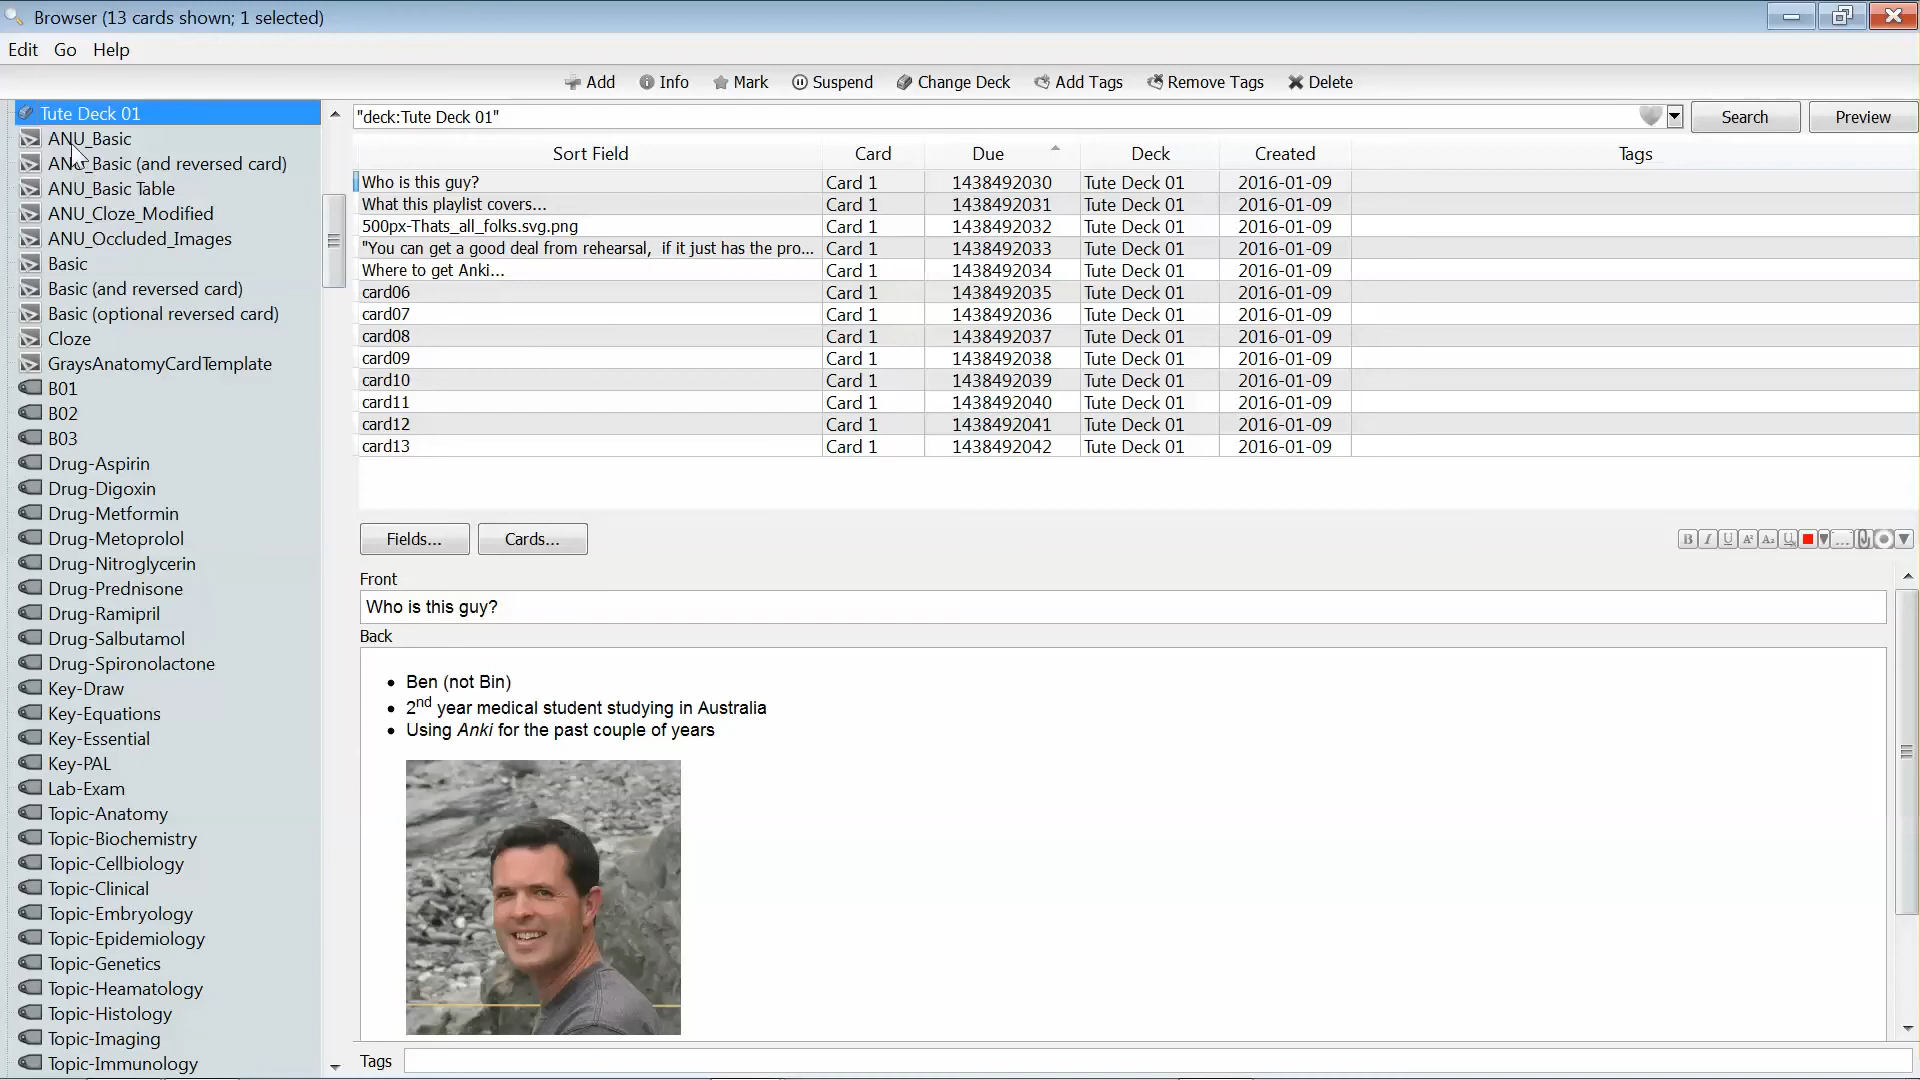 Browser (13 cards shown; 1 selected)
Edit Go Help
Add Info Mark Suspend Change Deck Add Tags Remove Tags Delete
Tute Deck 01
ANU_Basic
ANU_Basic (and reversed card)
ANU_Basic Table
ANU_Cloze_Modified
ANU_Occluded_Images
Basic
Basic (and reversed card)
Basic (optional reversed card)
Cloze
GraysAnatomyCardTemplate
B01
B02
B03
Drug-Aspirin
Drug-Digoxin
Drug-Metformin
Drug-Metoprolol
Drug-Nitroglycerin
Drug-Prednisone
Drug-Ramipril
Drug-Salbutamol
Drug-Spironolactone
Key-Draw
Key-Equations
Key-Essential
Key-PAL
Lab-Exam
Topic-Anatomy
Topic-Biochemistry
Topic-Cellbiology
Topic-Clinical
Topic-Embryology
Topic-Epidemiology
Topic-Genetics
Topic-Heamatology
Topic-Histology
Topic-Imaging
Topic-Immunology
"deck:Tute Deck 01" Search Preview
Sort Field Card Due Deck Created Tags
Who is this guy? Card 1 1438492030 Tute Deck 01 2016-01-09
What this playlist covers... Card 1 1438492031 Tute Deck 01 2016-01-09
500px-Thats_all_folks.svg.png Card 1 1438492032 Tute Deck 01 2016-01-09
"You can get a good deal from rehearsal, if it just has the pro... Card 1 1438492033 Tute Deck 01 2016-01-09
Where to get Anki... Card 1 1438492034 Tute Deck 01 2016-01-09
card06 Card 1 1438492035 Tute Deck 01 2016-01-09
card07 Card 1 1438492036 Tute Deck 01 2016-01-09
card08 Card 1 1438492037 Tute Deck 01 2016-01-09
card09 Card 1 1438492038 Tute Deck 01 2016-01-09
card10 Card 1 1438492039 Tute Deck 01 2016-01-09
card11 Card 1 1438492040 Tute Deck 01 2016-01-09
card12 Card 1 1438492041 Tute Deck 01 2016-01-09
card13 Card 1 1438492042 Tute Deck 01 2016-01-09
Fields... Cards... B I U A² A₂ U ...
Front
Who is this guy?
Back
• Ben (not Bin)
• 2nd year medical student studying in Australia
• Using Anki for the past couple of years
Tags